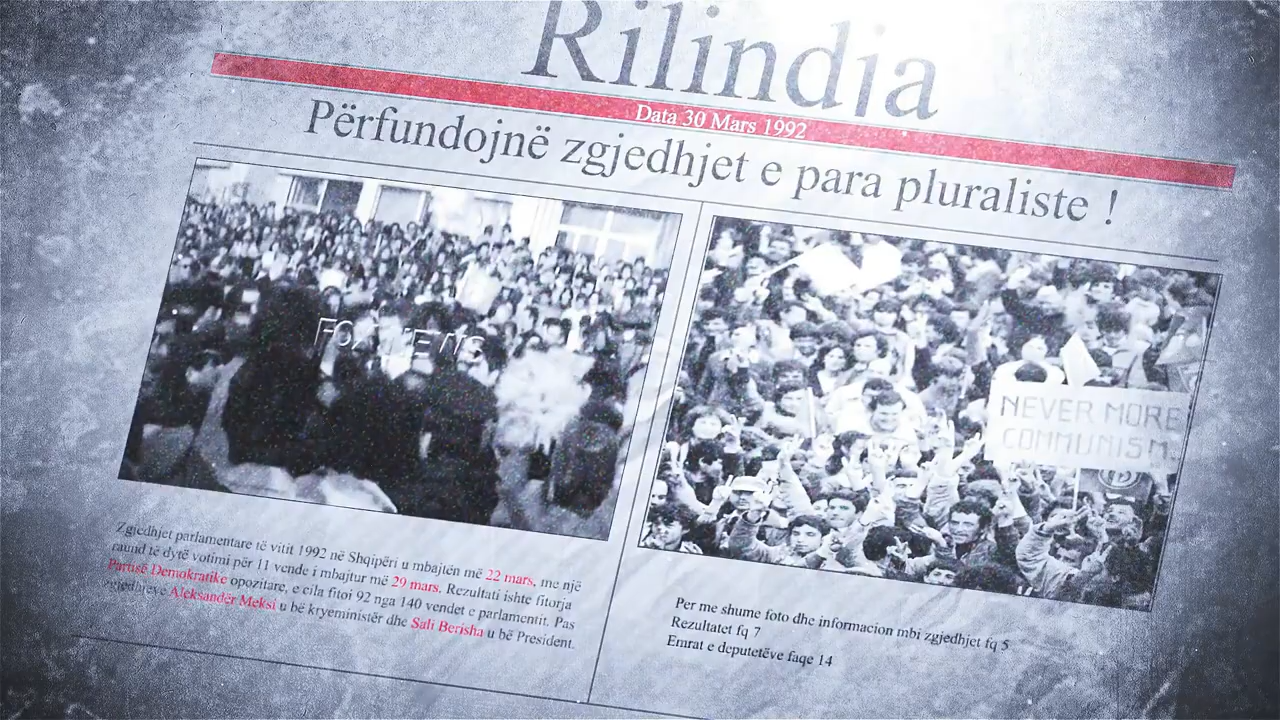 Rilindja
Data 30 Mars 1992
Përfundojnë zgjedhjet e para pluraliste !
FOX NEWS
NEVER MORE
COMMUNISM.
Zgjedhjet parlamentare të vitit 1992 në Shqipëri u mbajtën më 22 mars, me një
raund të dytë votimi për 11 vende i mbajtur më 29 mars. Rezultati ishte fitorja
Partisë Demokratike opozitare, e cila fitoi 92 nga 140 vendet e parlamentit. Pas
zgjedhjeve Aleksandër Meksi u bë kryeministër dhe Sali Berisha u bë President.
Per me shume foto dhe informacion mbi zgjedhjet fq 5
Rezultatet fq 7
Emrat e deputetëve faqe 14